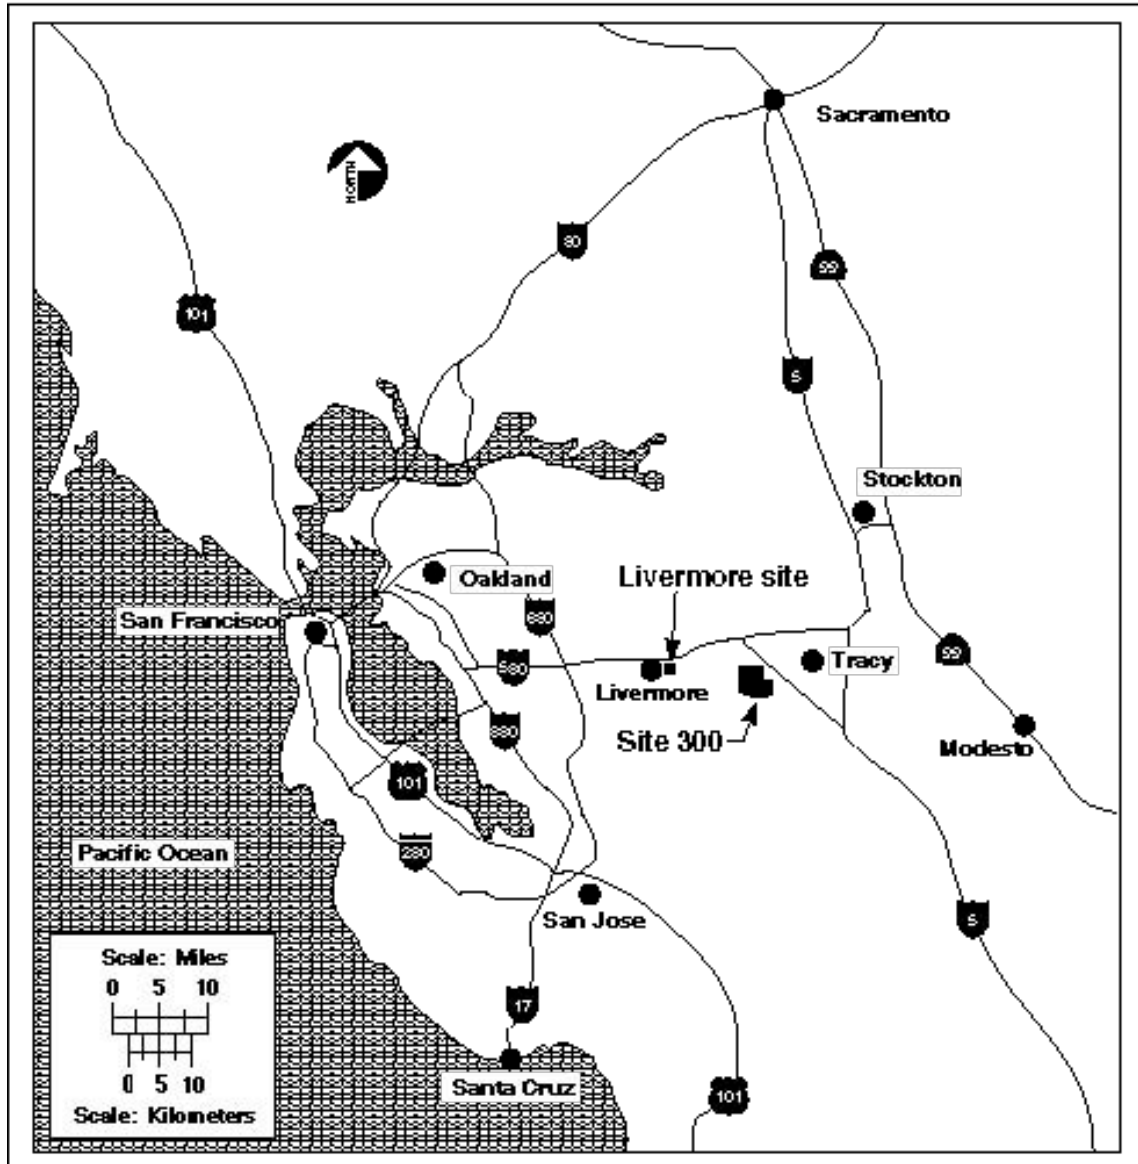 Sacramento
NORTH
80
99
101
5
Stockton
Livermore site
Oakland
San Francisco
680
580
Tracy
99
Livermore
Site 300
880
Modesto
101
280
Pacific Ocean
San Jose
5
Scale: Miles
0 5 10
17
0 5 10
Santa Cruz
101
Scale: Kilometers